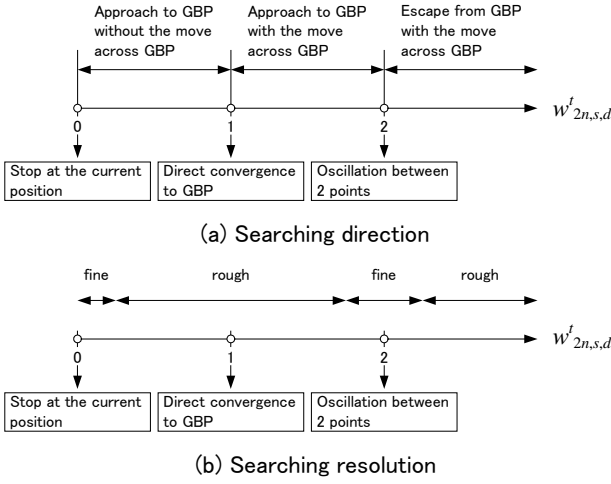 Approach to GBP without the move across GBP
Approach to GBP with the move across GBP
Escape from GBP with the move across GBP
w^t_{2n,s,d}
0
1
2
Stop at the current position
Direct convergence to GBP
Oscillation between 2 points
(a) Searching direction
fine
rough
fine
rough
w^t_{2n,s,d}
0
1
2
Stop at the current position
Direct convergence to GBP
Oscillation between 2 points
(b) Searching resolution